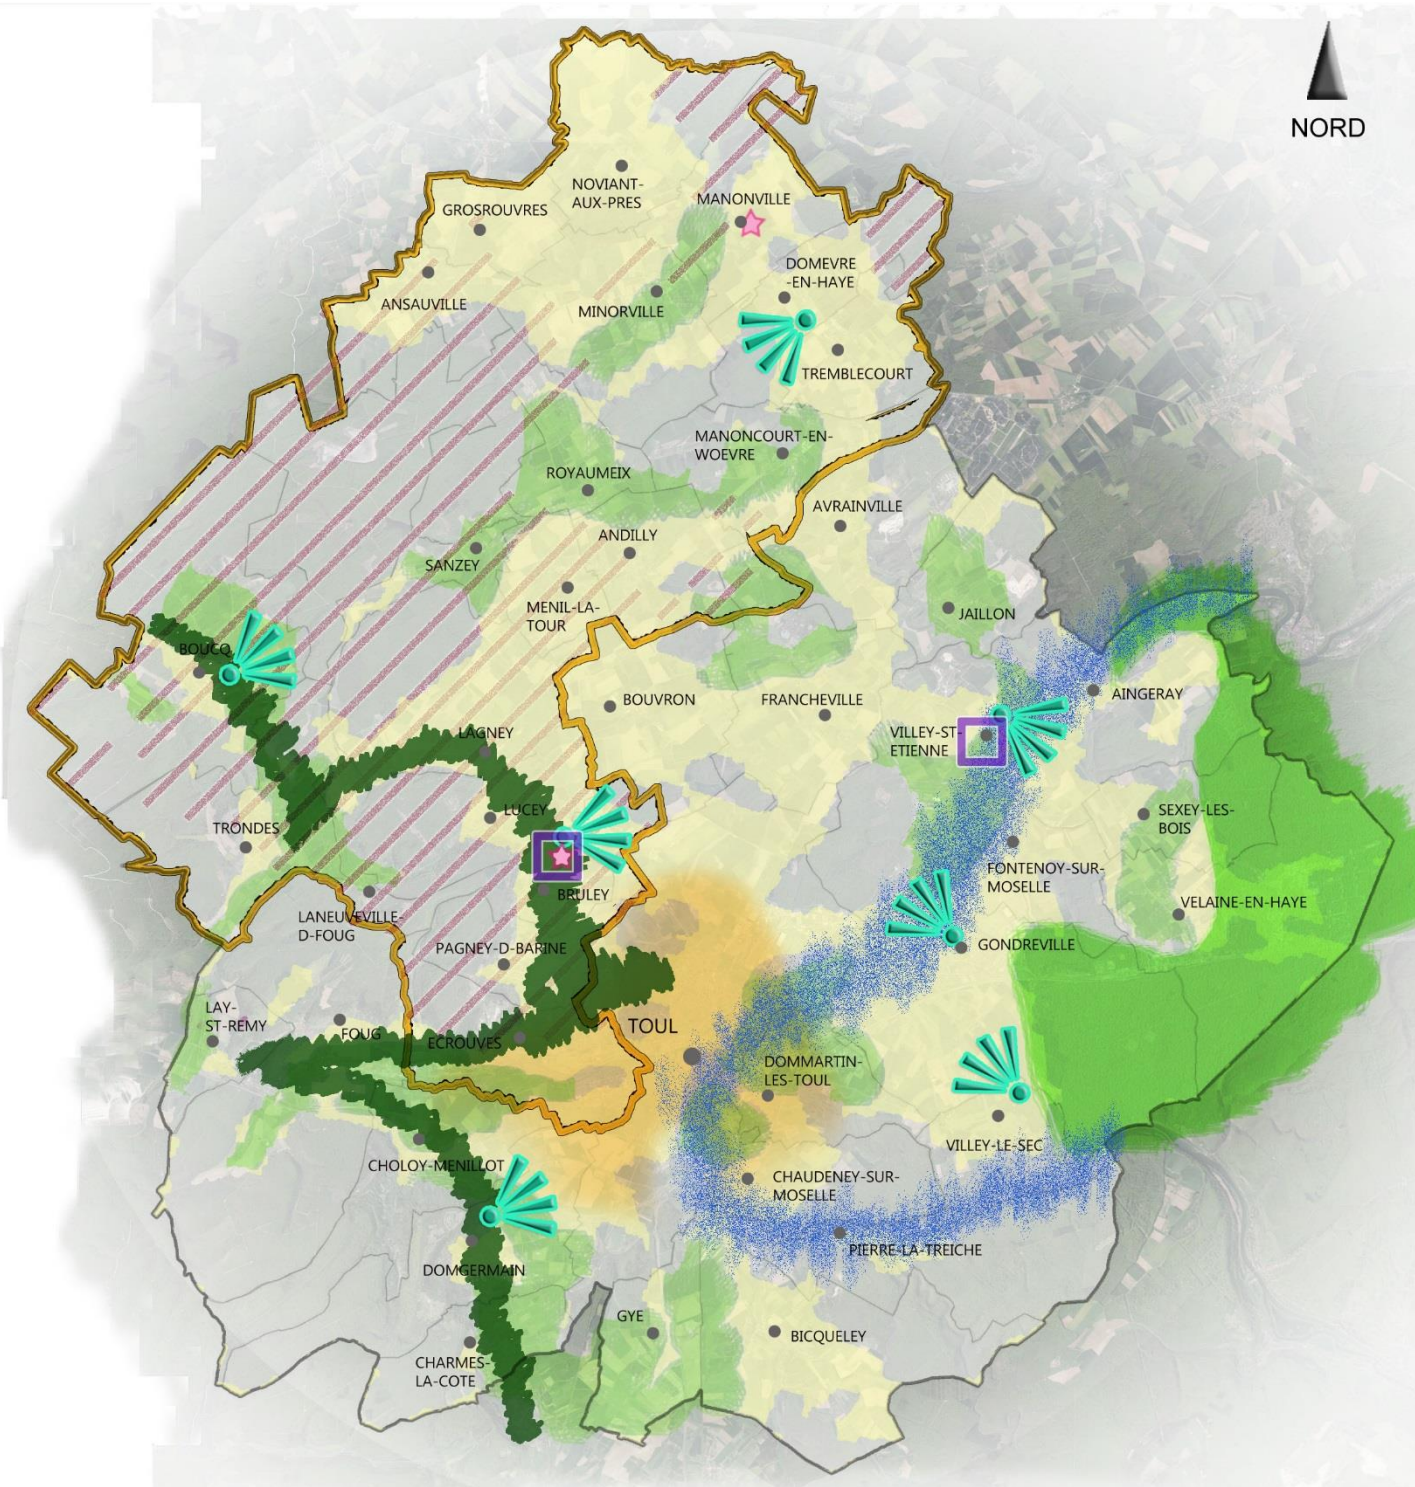 NORD
NOVIANT-
AUX-PRES
MANONVILLE
GROSROUVRES
DOMEVRE
-EN-HAYE
ANSAUVILLE
MINORVILLE
TREMBLECOURT
MANONCOURT-EN-
WOEVRE
ROYAUMEIX
AVRAINVILLE
ANDILLY
SANZEY
MENIL-LA-
TOUR
JAILLON
BOUCQ
BOUVRON
FRANCHEVILLE
AINGERAY
LAGNEY
VILLEY-ST-
ETIENNE
LUCEY
SEXEY-LES-
BOIS
TRONDES
FONTENOY-SUR-
MOSELLE
BRULEY
VELAINE-EN-HAYE
LANEUVEVILLE-
D-FOUG
PAGNEY-D-BARINE
GONDREVILLE
LAY-
ST-REMY
FOUG
ECROUVES
TOUL
DOMMARTIN-
LES-TOUL
VILLEY-LE-SEC
CHOLOY-MENILLOT
CHAUDENEY-SUR-
MOSELLE
PIERRE-LA-TREICHE
DOMGERMAIN
GYE
BICQUELEY
CHARMES-
LA-COTE